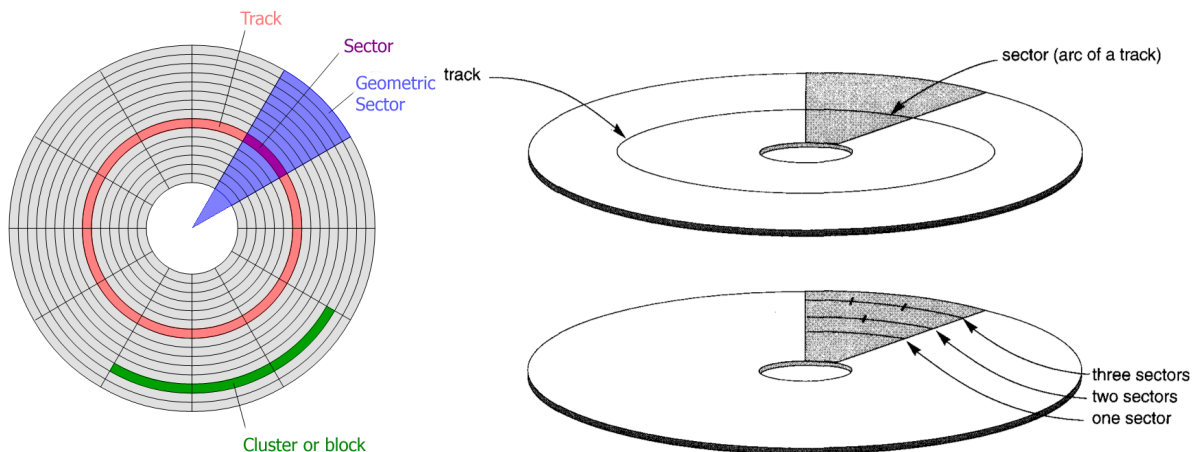 Track
Sector
Geometric
Sector
Cluster or block
track
sector (arc of a track)
three sectors
two sectors
one sector